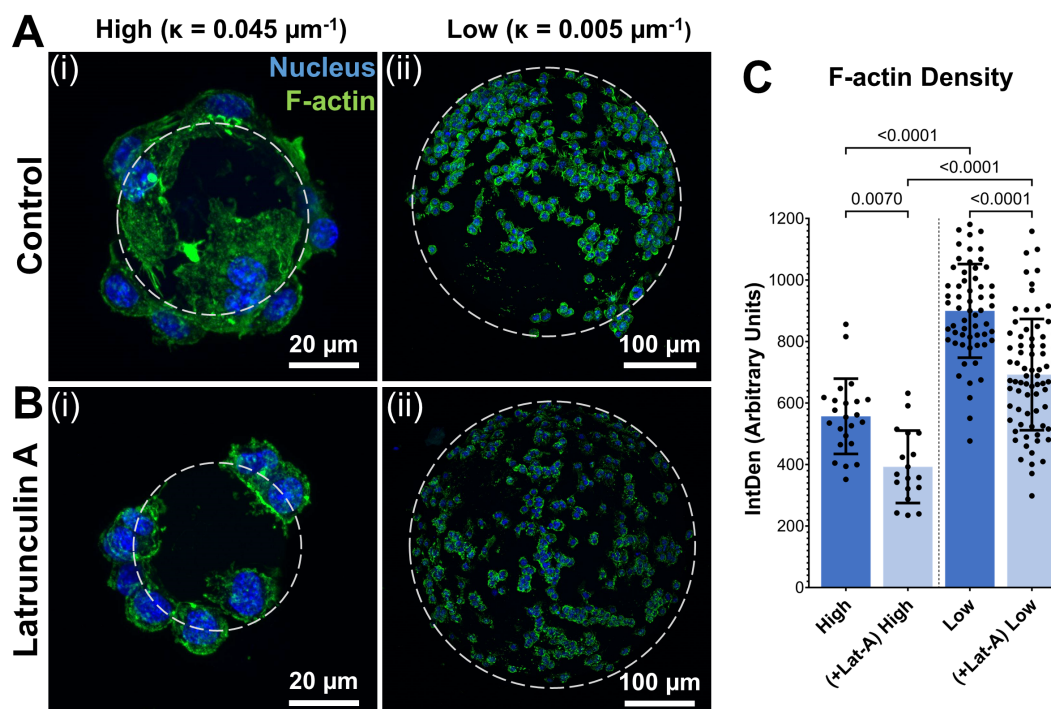 A
High (κ = 0.045 µm⁻¹)
Low (κ = 0.005 µm⁻¹)
Control
(i)
Nucleus
F-actin
20 µm
(ii)
100 µm
B
Latrunculin A
(i)
20 µm
(ii)
100 µm
C
F-actin Density
<0.0001
<0.0001
0.0070
<0.0001
IntDen (Arbitrary Units)
1200
1000
800
600
400
200
0
High
(+Lat-A) High
Low
(+Lat-A) Low